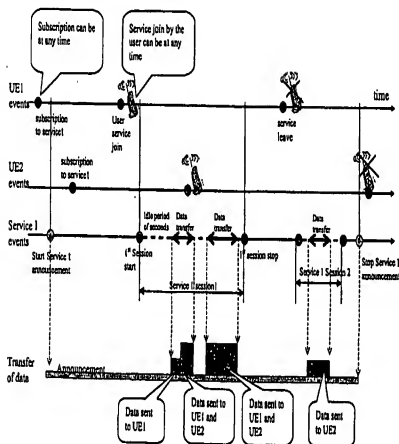 Subscription can be
at any time
Service join by the
user can be at any
time
UE1
events
time
subscription
to service1
User
service
join
service
leave
UE2
events
subscription
to service1
Service 1
events
Idle period
of seconds
Data
transfer
Data
transfer
Data
transfer
Start Service 1
announcement
1st Session
start
1st session stop
Service 1 session1
Service 1 Session 2
Stop Service 1
announcement
Transfer
of data
Announcement
Data sent
to UE1
Data sent to
UE1 and
UE2
Data sent to
UE1 and UE2
Data sent
to UE2